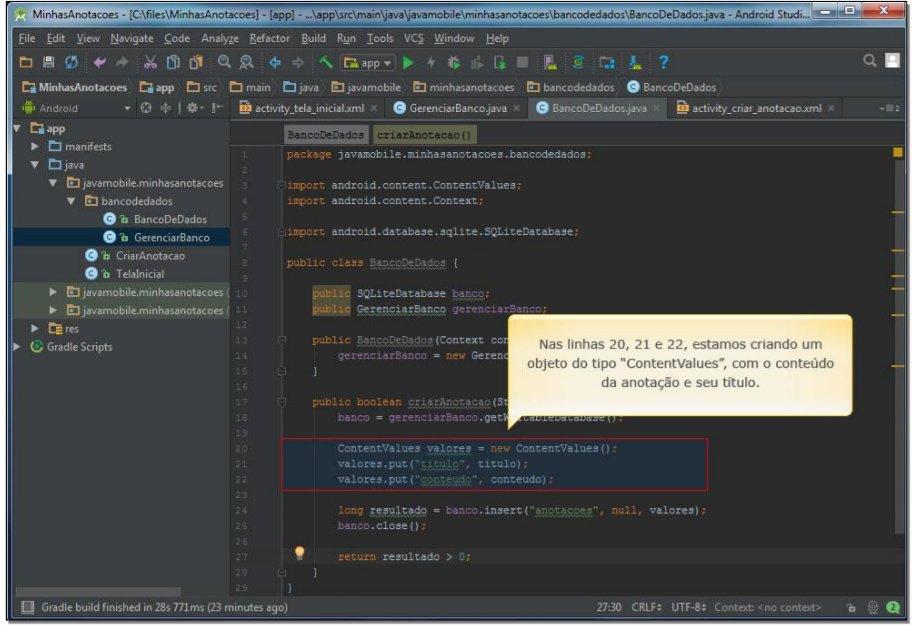 MinhasAnotacoes - [C:\files\MinhasAnotacoes] - [app] - ...\app\src\main\java\javamobile\minhasanotacoes\bancodedados\BancoDeDados.java - Android Studi...
File Edit View Navigate Code Analyze Refactor Build Run Tools VCS Window Help
app
MinhasAnotacoes app src main java javamobile minhasanotacoes bancodedados BancoDeDados
Android
activity_tela_inicial.xml GerenciarBanco.java BancoDeDados.java activity_criar_anotacao.xml
app
manifests
java
javamobile.minhasanotacoes
bancodedados
BancoDeDados
GerenciarBanco
CriarAnotacao
TelaInicial
javamobile.minhasanotacoes (
javamobile.minhasanotacoes (
res
Gradle Scripts
BancoDeDados criarAnotacao()
1 package javamobile.minhasanotacoes.bancodedados;
2
3 import android.content.ContentValues;
4 import android.content.Context;
5
6 import android.database.sqlite.SQLiteDatabase;
7
8 public class BancoDeDados {
9
10 public SQLiteDatabase banco;
11 public GerenciarBanco gerenciarBanco;
12
13 public BancoDeDados(Context con
14 gerenciarBanco = new Gerenc
15 }
16
17 public boolean criarAnotacao(St
18 banco = gerenciarBanco.getWritableDatabase();
19
20 ContentValues valores = new ContentValues();
21 valores.put("titulo", titulo);
22 valores.put("conteudo", conteudo);
23
24 long resultado = banco.insert("anotacoes", null, valores);
25 banco.close();
26
27 return resultado > 0;
28 }
29 }
Nas linhas 20, 21 e 22, estamos criando um
objeto do tipo “ContentValues”, com o conteúdo
da anotação e seu título.
Gradle build finished in 28s 771ms (23 minutes ago)
27:30 CRLF UTF-8 Context: <no context> 2